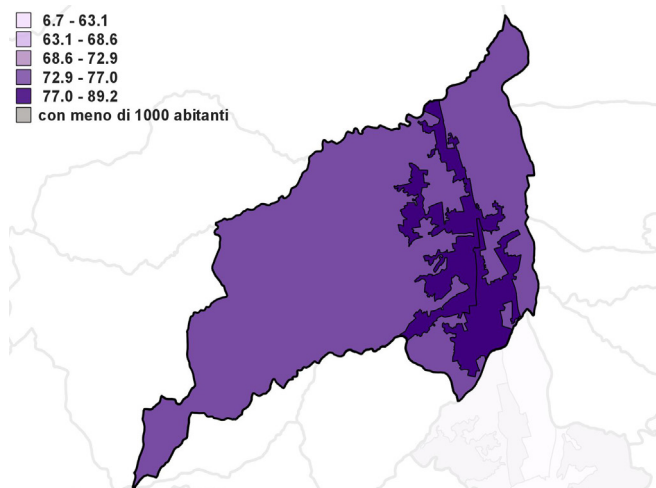 6.7 - 63.1
63.1 - 68.6
68.6 - 72.9
72.9 - 77.0
77.0 - 89.2
con meno di 1000 abitanti